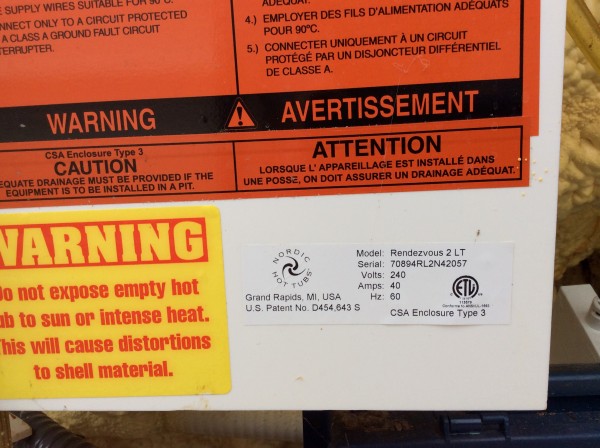 SUPPLY WIRES SUITABLE FOR 90°C.
CONNECT ONLY TO A CIRCUIT PROTECTED
A CLASS A GROUND FAULT CIRCUIT
INTERRUPTER.
ADÉQUAT.
4.) EMPLOYER DES FILS D'ALIMENTATION ADÉQUATS
POUR 90ºC.
5.) CONNECTER UNIQUEMENT À UN CIRCUIT
PROTÉGÉ PAR UN DISJONCTEUR DIFFÉRENTIEL
DE CLASSE A.
WARNING
AVERTISSEMENT
CSA Enclosure Type 3
CAUTION
EQUATE DRAINAGE MUST BE PROVIDED IF THE
EQUIPMENT IS TO BE INSTALLED IN A PIT.
ATTENTION
LORSQUE L' APPAREILLAGE EST INSTALLÉ DANS
UNE POSSE, ON DOIT ASSURER UN DRAINAGE ADÉQUAT.
WARNING
Do not expose empty hot
ub to sun or intense heat.
This will cause distortions
to shell material.
NORDIC
HOT TUBS
Grand Rapids, MI, USA
U.S. Patent No. D454,643 S
Model: Rendezvous 2 LT
Serial: 70894RL2N42057
Volts: 240
Amps: 40
Hz: 60
CSA Enclosure Type 3
ETL